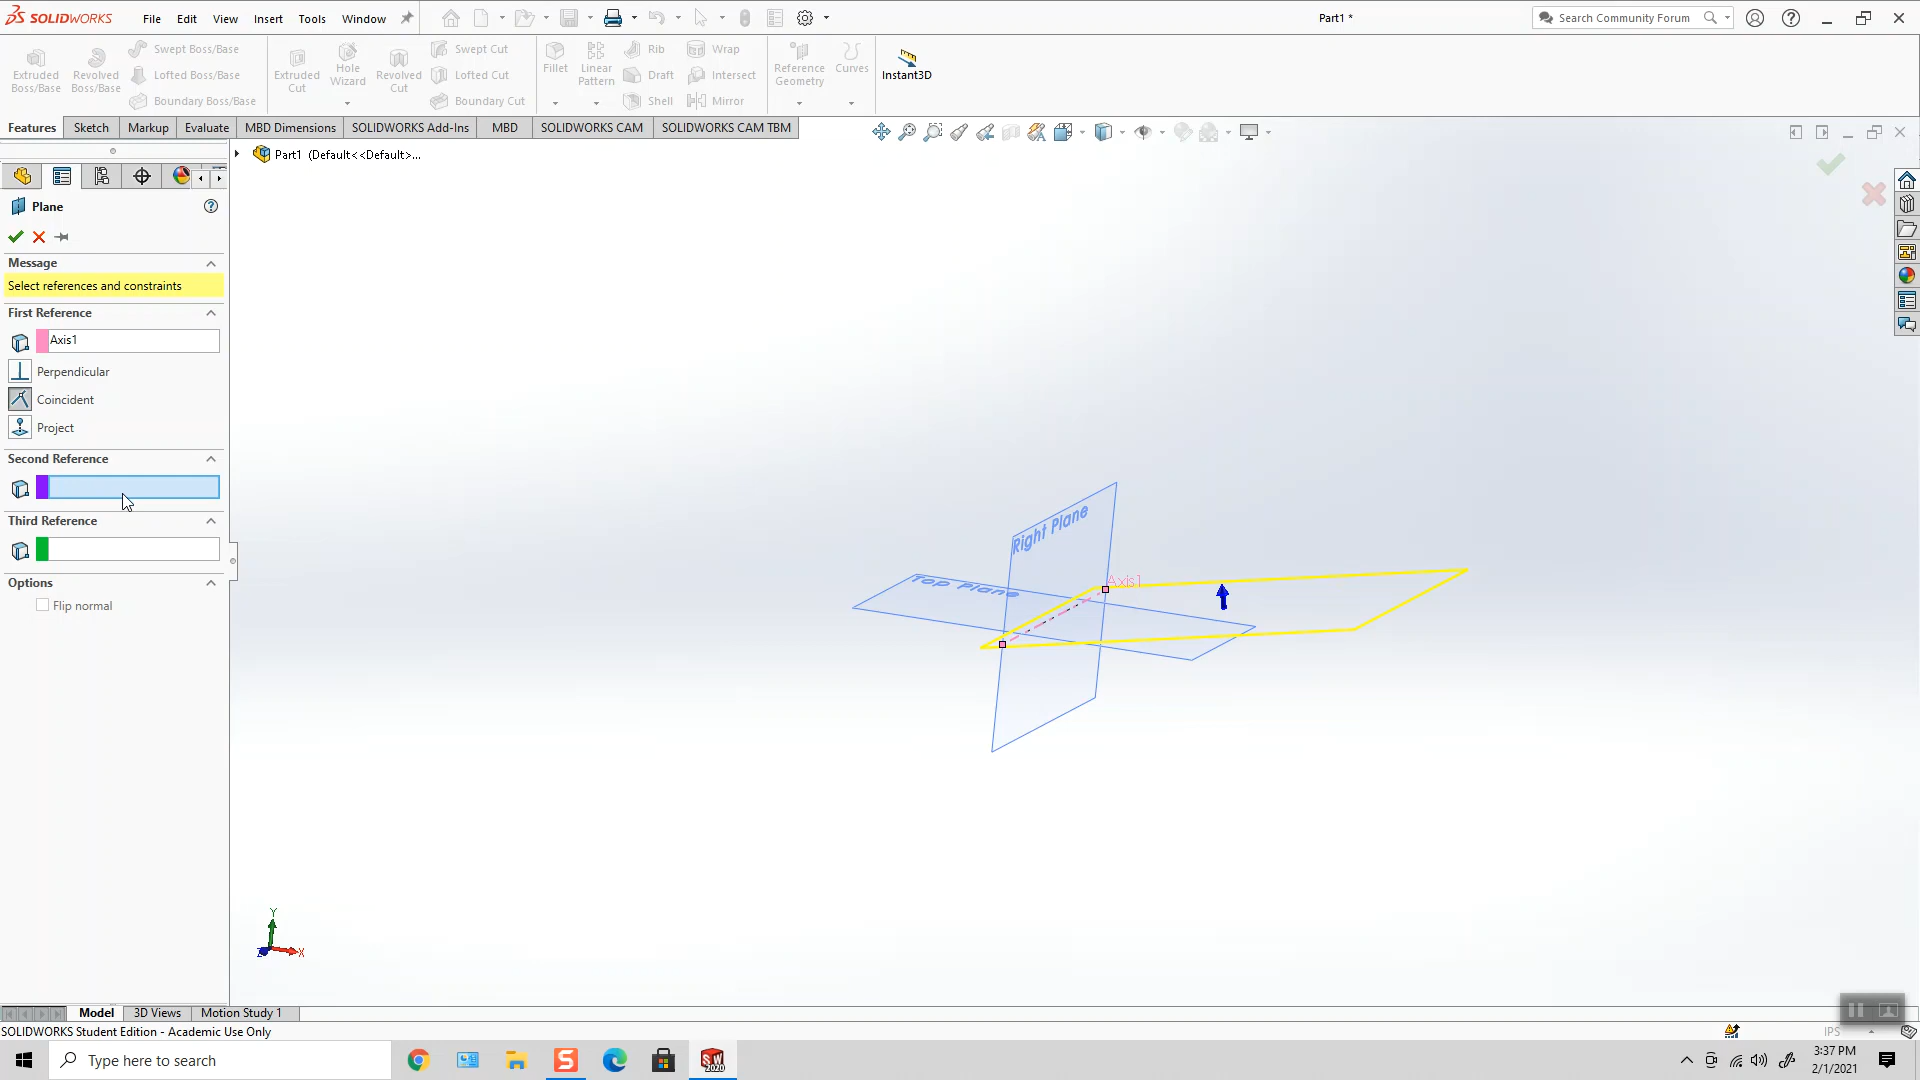 SOLIDWORKS
File
Edit
View
Insert
Tools
Window
Part1 *
Search Community Forum
Extruded Boss/Base
Revolved Boss/Base
Swept Boss/Base
Lofted Boss/Base
Boundary Boss/Base
Extruded Cut
Hole Wizard
Revolved Cut
Swept Cut
Lofted Cut
Boundary Cut
Fillet
Linear Pattern
Rib
Draft
Shell
Wrap
Intersect
Mirror
Reference Geometry
Curves
Instant3D
Features
Sketch
Markup
Evaluate
MBD Dimensions
SOLIDWORKS Add-Ins
MBD
SOLIDWORKS CAM
SOLIDWORKS CAM TBM
Part1 (Default<<Default>...
Plane
Message
Select references and constraints
First Reference
Axis1
Perpendicular
Coincident
Project
Second Reference
Third Reference
Options
Flip normal
Right Plane
Top Plane
Axis1
Y
X
Z
Model
3D Views
Motion Study 1
SOLIDWORKS Student Edition - Academic Use Only
IPS
Type here to search
S
SW
2020
3:37 PM
2/1/2021